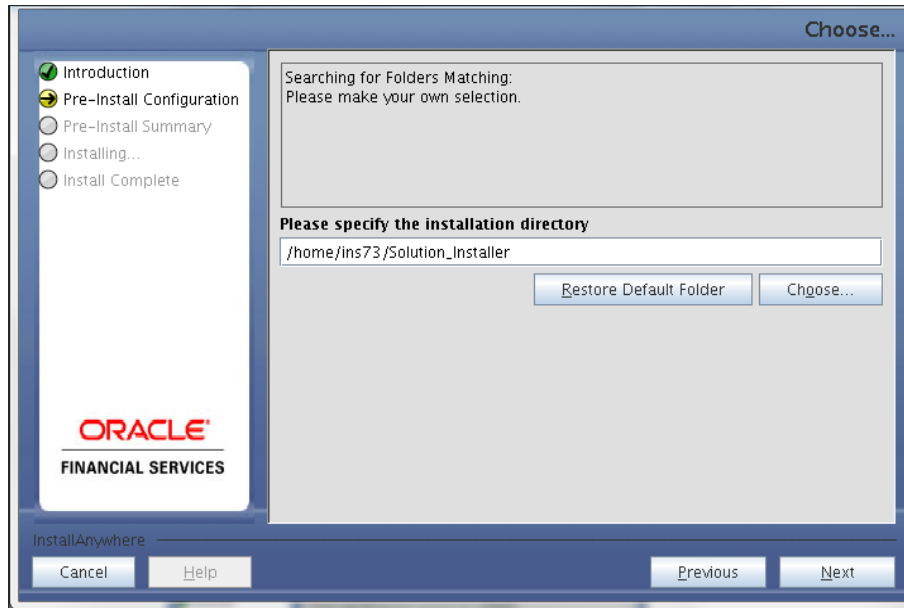 Choose...
Introduction
Pre-Install Configuration
Pre-Install Summary
Installing...
Install Complete
ORACLE®
FINANCIAL SERVICES
Searching for Folders Matching:
Please make your own selection.
Please specify the installation directory
/home/ins73/Solution_Installer
Restore Default Folder
Choose...
InstallAnywhere
Cancel
Help
Previous
Next